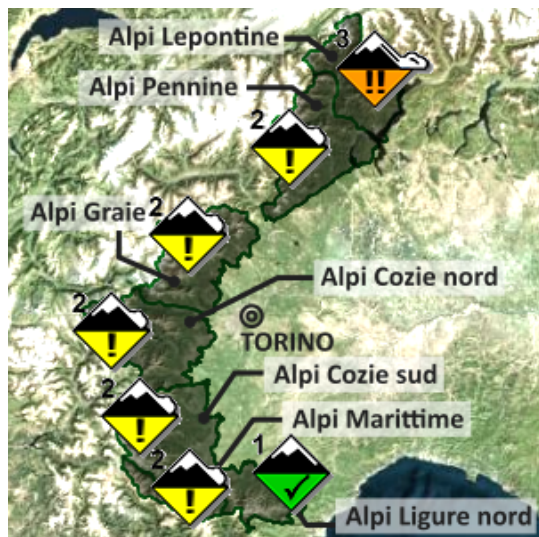 Alpi Lepontine
3
!!
Alpi Pennine
2
!
Alpi Graie
2
!
Alpi Cozie nord
2
!
TORINO
Alpi Cozie sud
2
!
Alpi Marittime
2
!
1
Alpi Ligure nord